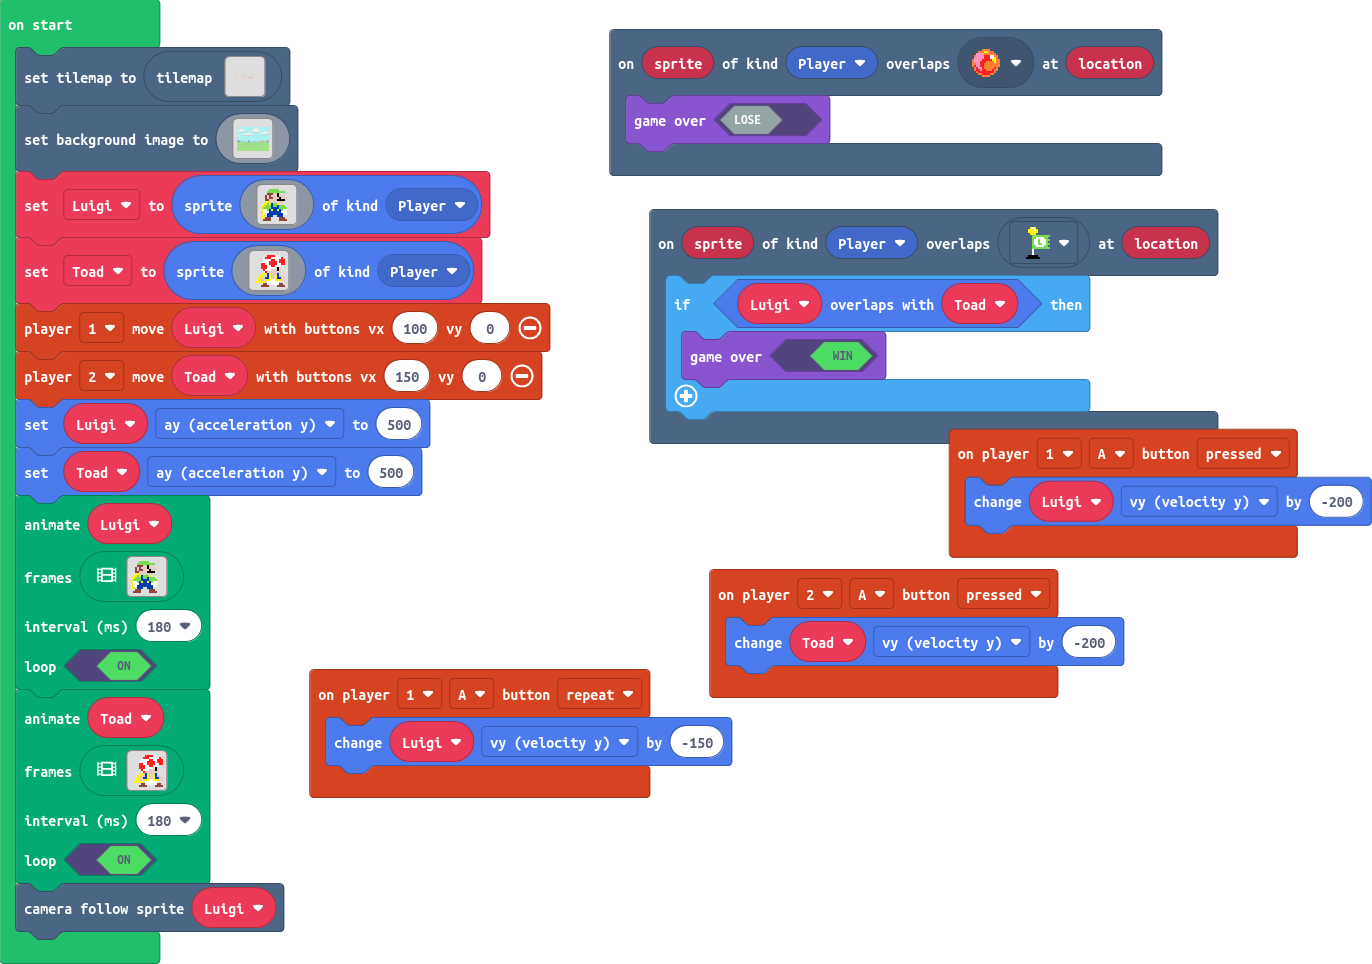 on start
set tilemap to tilemap
set background image to
set Luigi to sprite of kind Player
set Toad to sprite of kind Player
player 1 move Luigi with buttons vx 100 vy 0
player 2 move Toad with buttons vx 150 vy 0
set Luigi ay (acceleration y) to 500
set Toad ay (acceleration y) to 500
animate Luigi
frames
interval (ms) 180
loop ON
animate Toad
frames
interval (ms) 180
loop ON
camera follow sprite Luigi
on sprite of kind Player overlaps at location
game over LOSE
on sprite of kind Player overlaps L at location
if Luigi overlaps with Toad then
game over WIN
on player 1 A button pressed
change Luigi vy (velocity y) by -200
on player 2 A button pressed
change Toad vy (velocity y) by -200
on player 1 A button repeat
change Luigi vy (velocity y) by -150